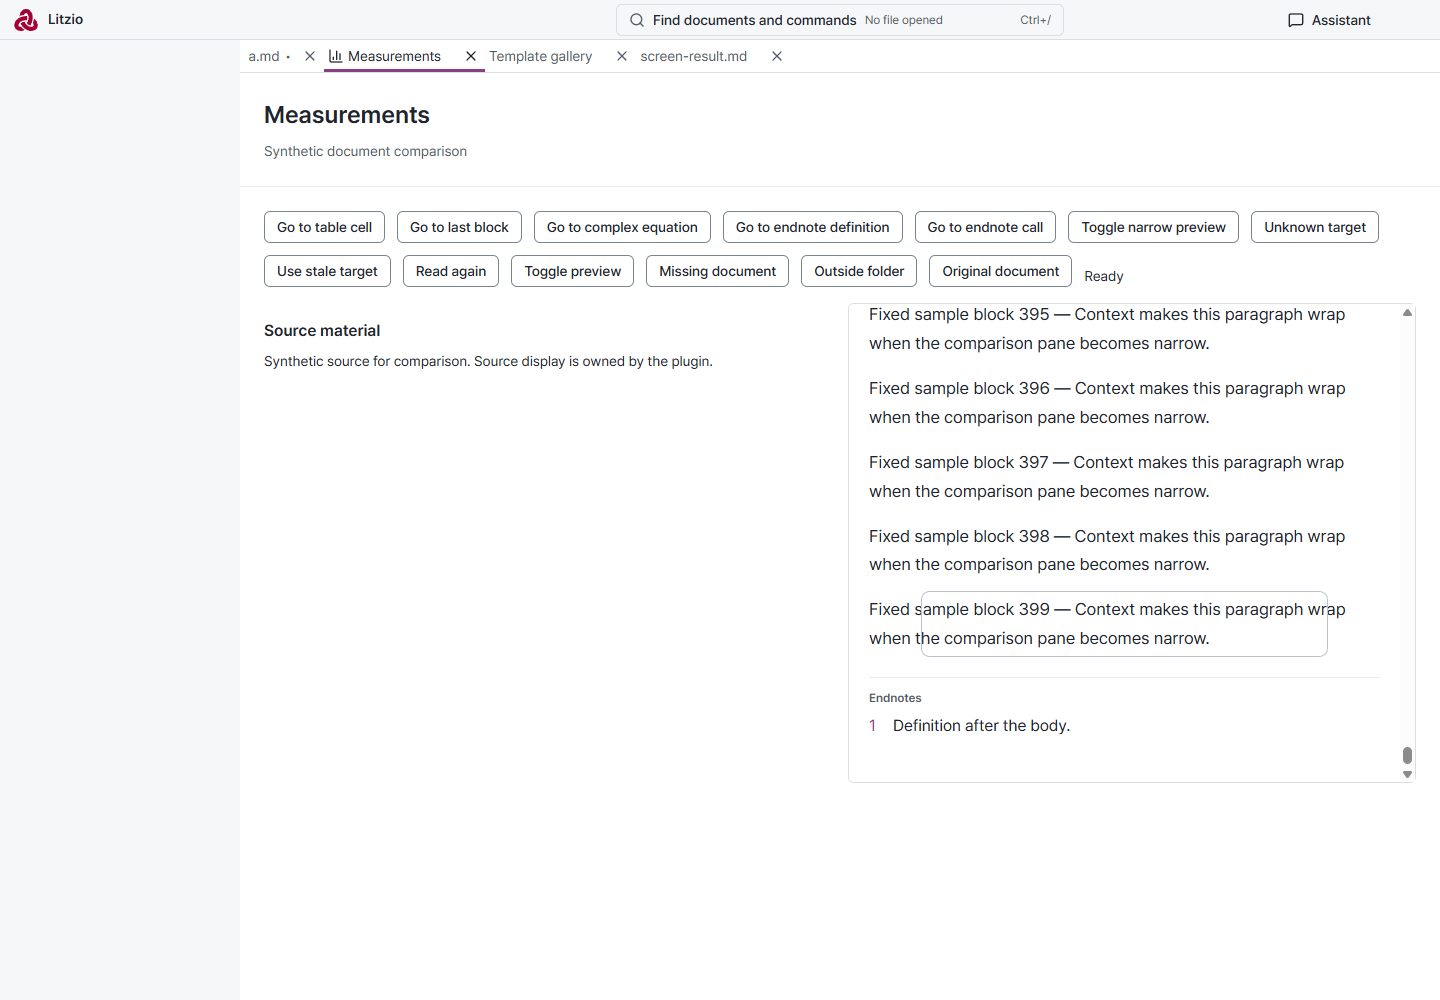 Litzio
Find documents and commands No file opened Ctrl+/
Assistant
a.md •
Measurements
Template gallery
screen-result.md
Measurements
Synthetic document comparison
Go to table cell
Go to last block
Go to complex equation
Go to endnote definition
Go to endnote call
Toggle narrow preview
Unknown target
Use stale target
Read again
Toggle preview
Missing document
Outside folder
Original document
Ready
Source material
Synthetic source for comparison. Source display is owned by the plugin.
Fixed sample block 395 — Context makes this paragraph wrap
when the comparison pane becomes narrow.
Fixed sample block 396 — Context makes this paragraph wrap
when the comparison pane becomes narrow.
Fixed sample block 397 — Context makes this paragraph wrap
when the comparison pane becomes narrow.
Fixed sample block 398 — Context makes this paragraph wrap
when the comparison pane becomes narrow.
Fixed sample block 399 — Context makes this paragraph wrap
when the comparison pane becomes narrow.
Endnotes
1 Definition after the body.